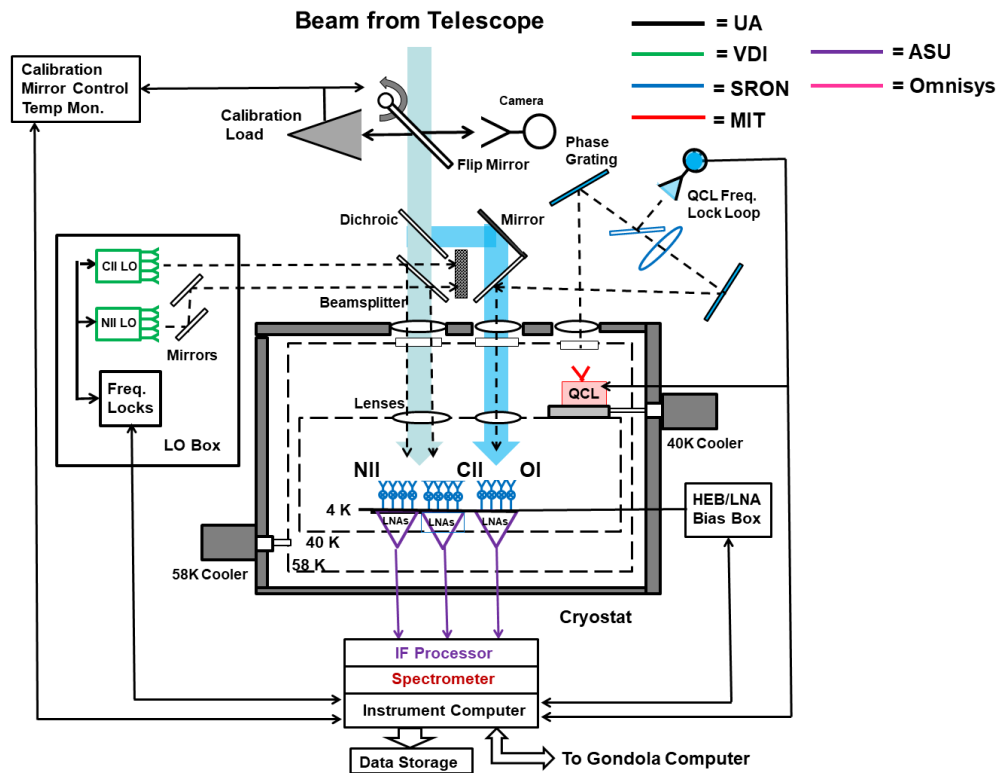 Beam from Telescope
= UA
= VDI
= ASU
= SRON
= Omnisys
= MIT
Calibration
Mirror Control
Temp Mon.
Calibration
Load
Camera
Flip Mirror
Phase
Grating
QCL Freq.
Lock Loop
Dichroic
Mirror
CII LO
Beamsplitter
NII LO
Mirrors
Freq.
Locks
LO Box
Lenses
QCL
40K Cooler
NII
CII
OI
HEB/LNA
Bias Box
4 K
LNAs
LNAs
LNAs
40 K
58 K
58K Cooler
Cryostat
IF Processor
Spectrometer
Instrument Computer
Data Storage
To Gondola Computer